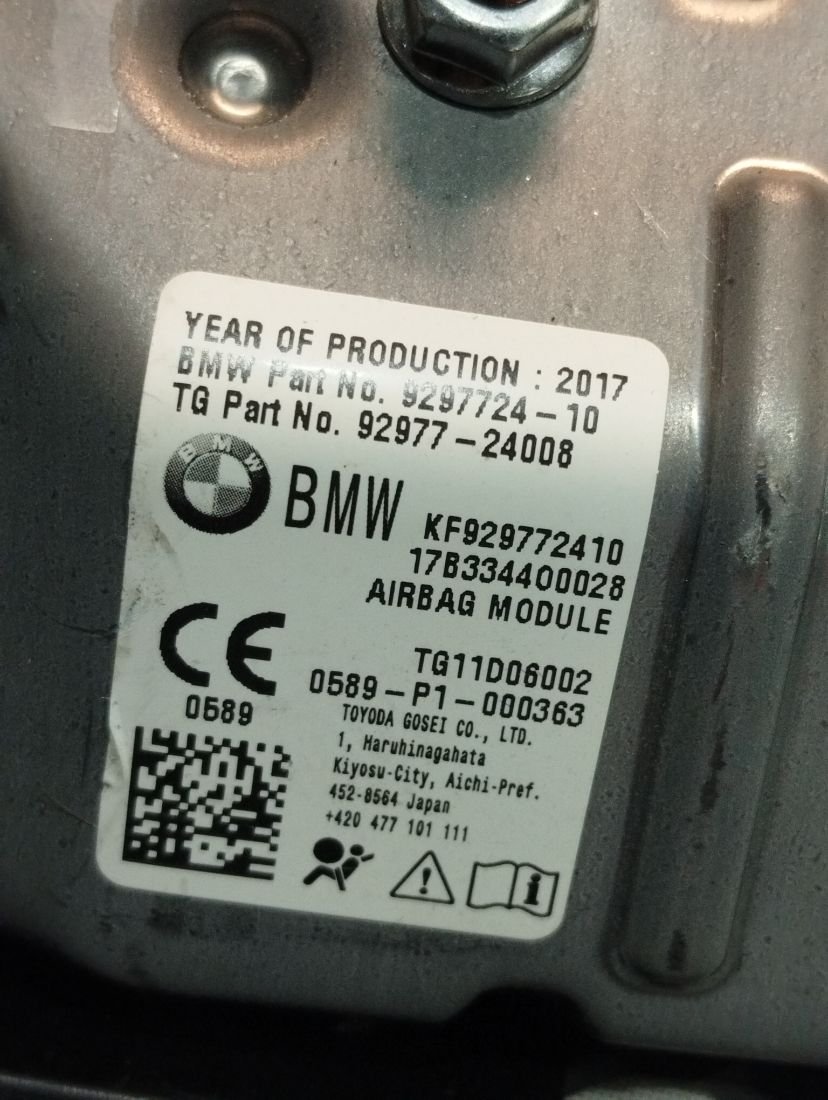 YEAR OF PRODUCTION : 2017
BMW Part No. 9297724-10
TG Part No. 92977-24008
BMW
BMW
KF929772410
17B334400028
AIRBAG MODULE
CE
0589
TG11D06002
0589-P1-000363
TOYODA GOSEI CO., LTD.
1, Haruhinagahata
Kiyosu-City, Aichi-Pref.
452-8564 Japan
+420 477 101 111